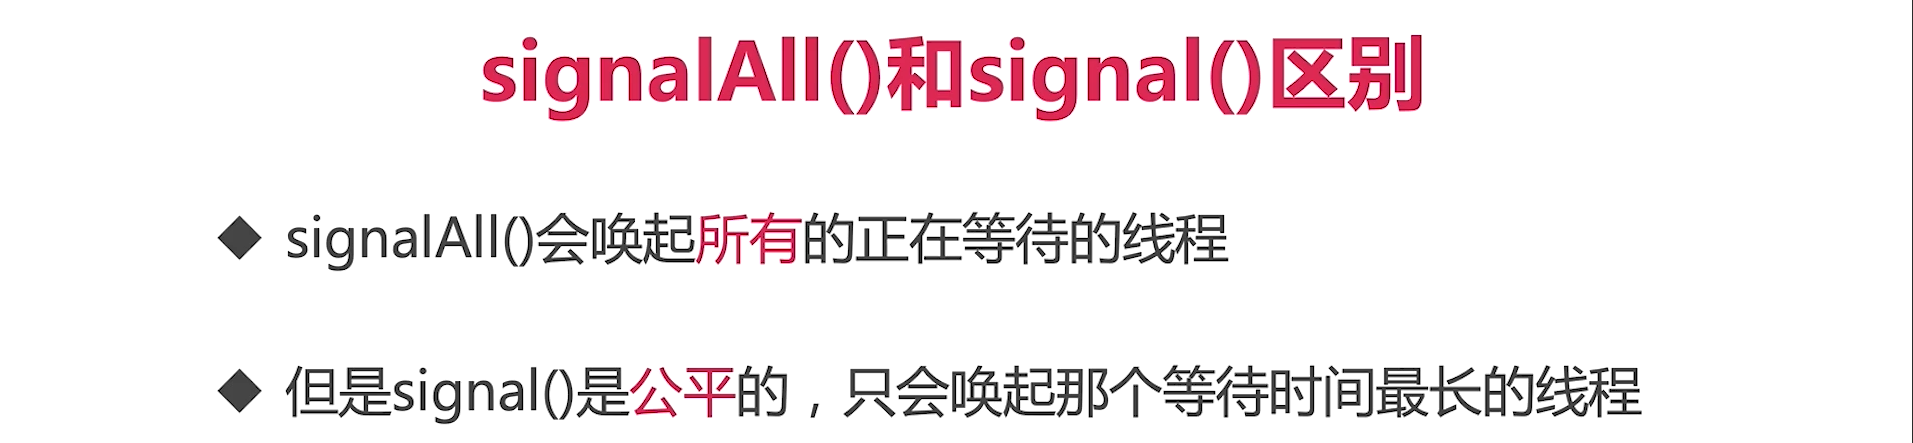 signalAll()和signal()区别
◆ signalAll()会唤起所有的正在等待的线程
◆ 但是signal()是公平的，只会唤起那个等待时间最长的线程